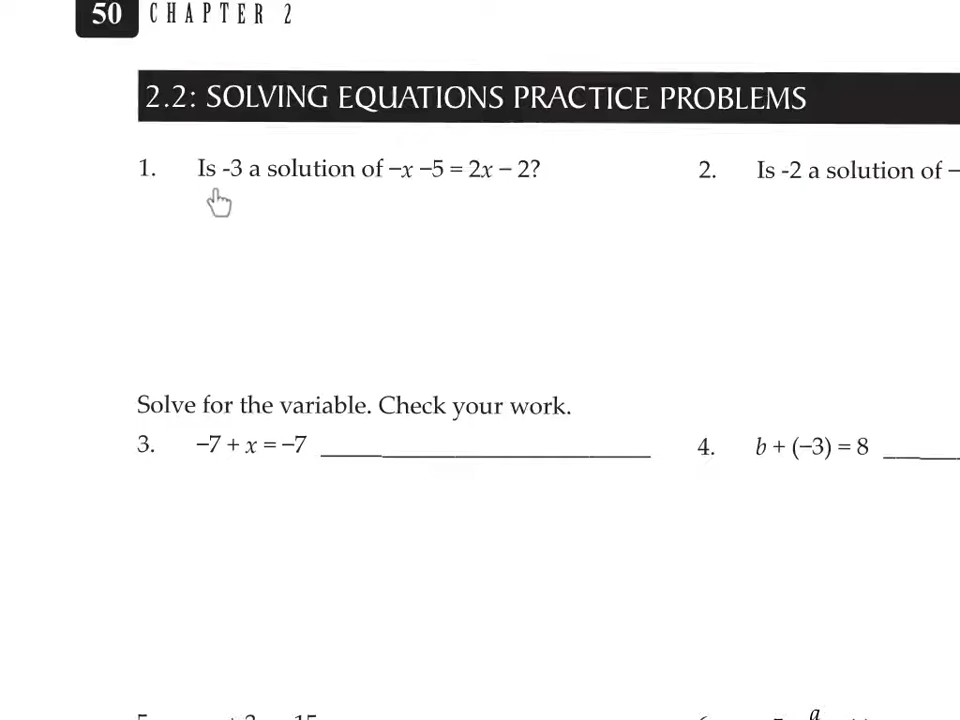 50 CHAPTER 2
2.2: SOLVING EQUATIONS PRACTICE PROBLEMS
1. Is -3 a solution of −x −5 = 2x − 2?
2. Is -2 a solution of −
Solve for the variable. Check your work.
3. −7 + x = −7
4. b + (−3) = 8